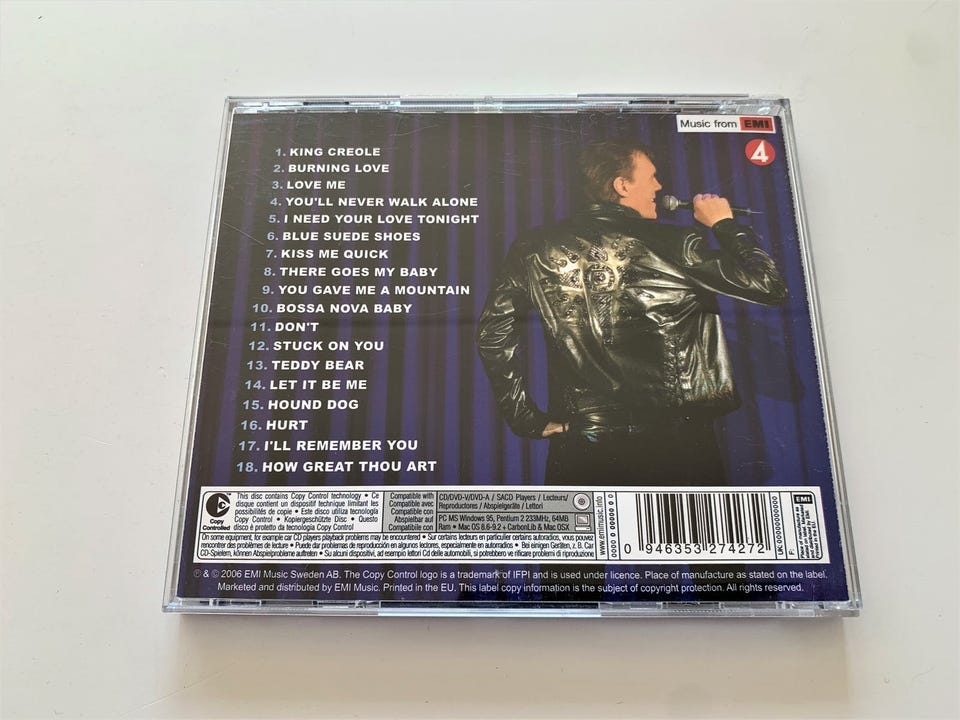 Music from EMI
4
1. KING CREOLE
2. BURNING LOVE
3. LOVE ME
4. YOU'LL NEVER WALK ALONE
5. I NEED YOUR LOVE TONIGHT
6. BLUE SUEDE SHOES
7. KISS ME QUICK
8. THERE GOES MY BABY
9. YOU GAVE ME A MOUNTAIN
10. BOSSA NOVA BABY
11. DON'T
12. STUCK ON YOU
13. TEDDY BEAR
14. LET IT BE ME
15. HOUND DOG
16. HURT
17. I'LL REMEMBER YOU
18. HOW GREAT THOU ART
Copy
Controlled
This disc contains Copy Control technology • Ce
disque contient un dispositif technique limitant les
possibilités de copie • Este disco utiliza tecnología
Copy Control • Kopiergeschützte Disc • Questo
disco è protetto da tecnologia Copy Control
Compatible with
Compatible avec
Compatible con
Abspielbar auf
Compatibile con
CD/DVD-V/DVD-A / SACD Players / Lecteurs/
Reproductores / Abspielgeräte / Lettori
PC MS Windows 95, Pentium 2 233MHz, 64MB
Ram • Mac OS 8.6-9.2 + CarbonLib & Mac OSX
On some equipment, for example car CD players playback problems may be encountered • Sur certains lecteurs en particulier certains autoradios, vous pouvez
rencontrer des problèmes de lecture • Puede dar problemas de reproducción en algunos lectores, especialmente en autorradios • Bei einigen Geräten, z. B. Car
CD-Spielern, können Abspielprobleme auftreten • Su alcuni dispositivi, ad esempio lettori Cd delle automobili, si potrebbero verificare problemi di riproduzione
www.emimusic.info
0 946353 274272
EMI
℗ & © 2006 EMI Music Sweden AB. The Copy Control logo is a trademark of IFPI and is used under licence. Place of manufacture as stated on the label.
Marketed and distributed by EMI Music. Printed in the EU. This label copy information is the subject of copyright protection. All rights reserved.